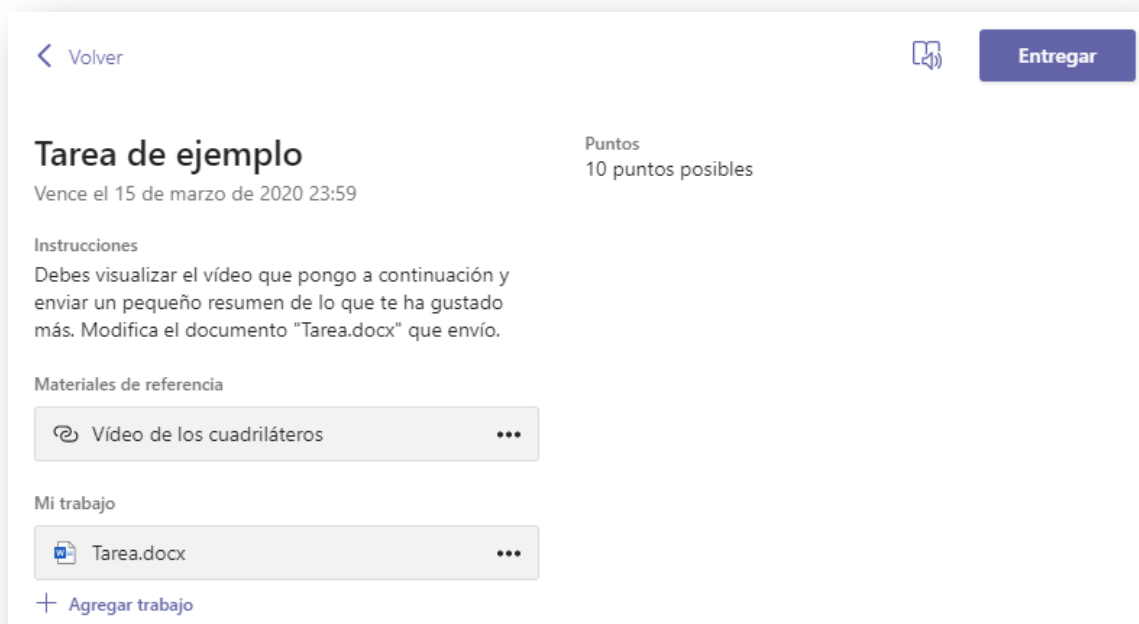 Volver
Entregar
Tarea de ejemplo
Vence el 15 de marzo de 2020 23:59
Puntos
10 puntos posibles
Instrucciones
Debes visualizar el vídeo que pongo a continuación y
enviar un pequeño resumen de lo que te ha gustado
más. Modifica el documento "Tarea.docx" que envío.
Materiales de referencia
Vídeo de los cuadriláteros
Mi trabajo
Tarea.docx
Agregar trabajo